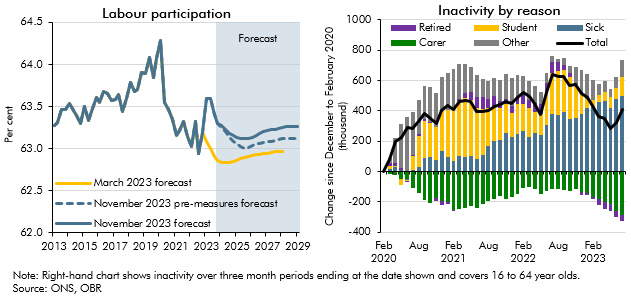 Labour participation
64.5
64.0
63.5
63.0
62.5
62.0
Per cent
Forecast
March 2023 forecast
November 2023 pre-measures forecast
November 2023 forecast
2013 2015 2017 2019 2021 2023 2025 2027 2029
Inactivity by reason
Retired Student Sick
Carer Other Total
1000
800
600
400
200
0
-200
-400
Change since December to February 2020
(thousand)
Feb Aug Feb Aug Feb Aug Feb
2020 2021 2022 2023
Note: Right-hand chart shows inactivity over three month periods ending at the date shown and covers 16 to 64 year olds.
Source: ONS, OBR